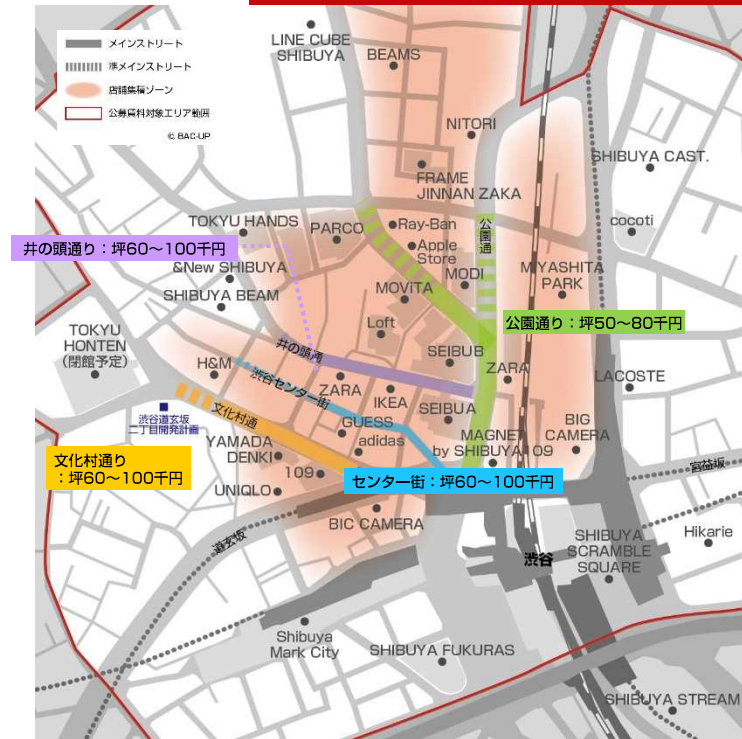 メインストリート
準メインストリート
店舗集積ゾーン
公募賃料対象エリア範囲
© BAC-UP
LINE CUBE
SHIBUYA
BEAMS
NITORI
SHIBUYA CAST.
FRAME
JINNAN ZAKA
TOKYU HANDS
PARCO
Ray-Ban
Apple
Store
公園通
cocoti
井の頭通り：坪60～100千円
&New SHIBUYA
MODI
MIYASHITA
PARK
SHIBUYA BEAM
MOVITA
公園通り：坪50～80千円
TOKYU
HONTEN
(閉館予定)
Loft
井の頭通
SEIBUB
H&M
渋谷センター街
ZARA
ZARA
LACOSTE
IKEA
渋谷道玄坂
二丁目開発計画
文化村通
GUESS
SEIBUA
adidas
YAMADA
DENKI
MAGNET
by SHIBUYA109
BIG
CAMERA
文化村通り
：坪60～100千円
109
センター街：坪60～100千円
宮益坂
UNIQLO
BIC CAMERA
道玄坂
渋谷
SHIBUYA
SCRAMBLE
SQUARE
Hikarie
Shibuya
Mark City
SHIBUYA FUKURAS
SHIBUYA STREAM